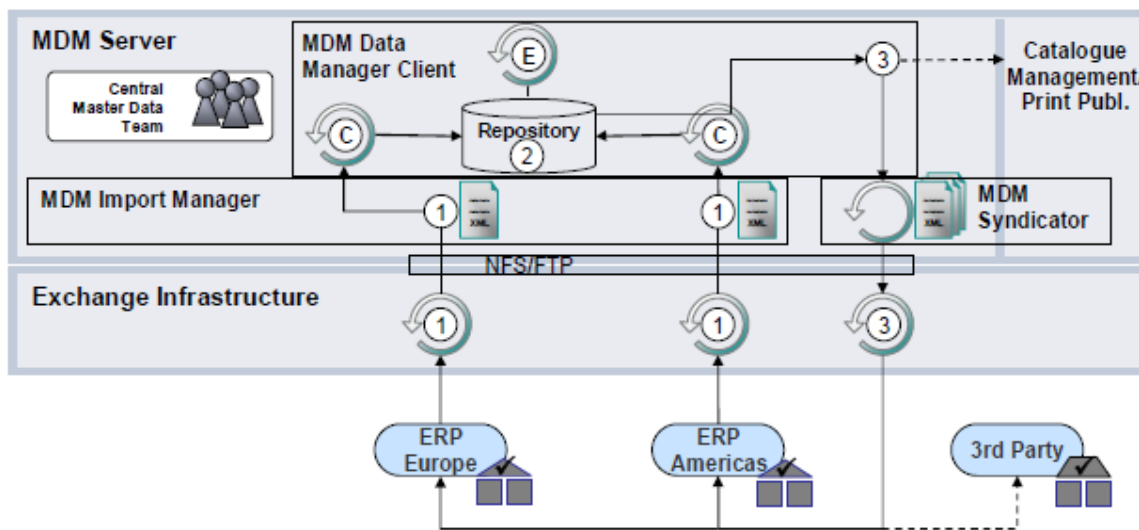 MDM Server
Central
Master Data
Team
MDM Data
Manager Client
E
3
Catalogue
Management/
Print Publ.
C
Repository
2
C
MDM Import Manager
1
XML
1
XML
XML
MDM
Syndicator
NFS/FTP
Exchange Infrastructure
1
1
3
ERP
Europe
ERP
Americas
3rd Party